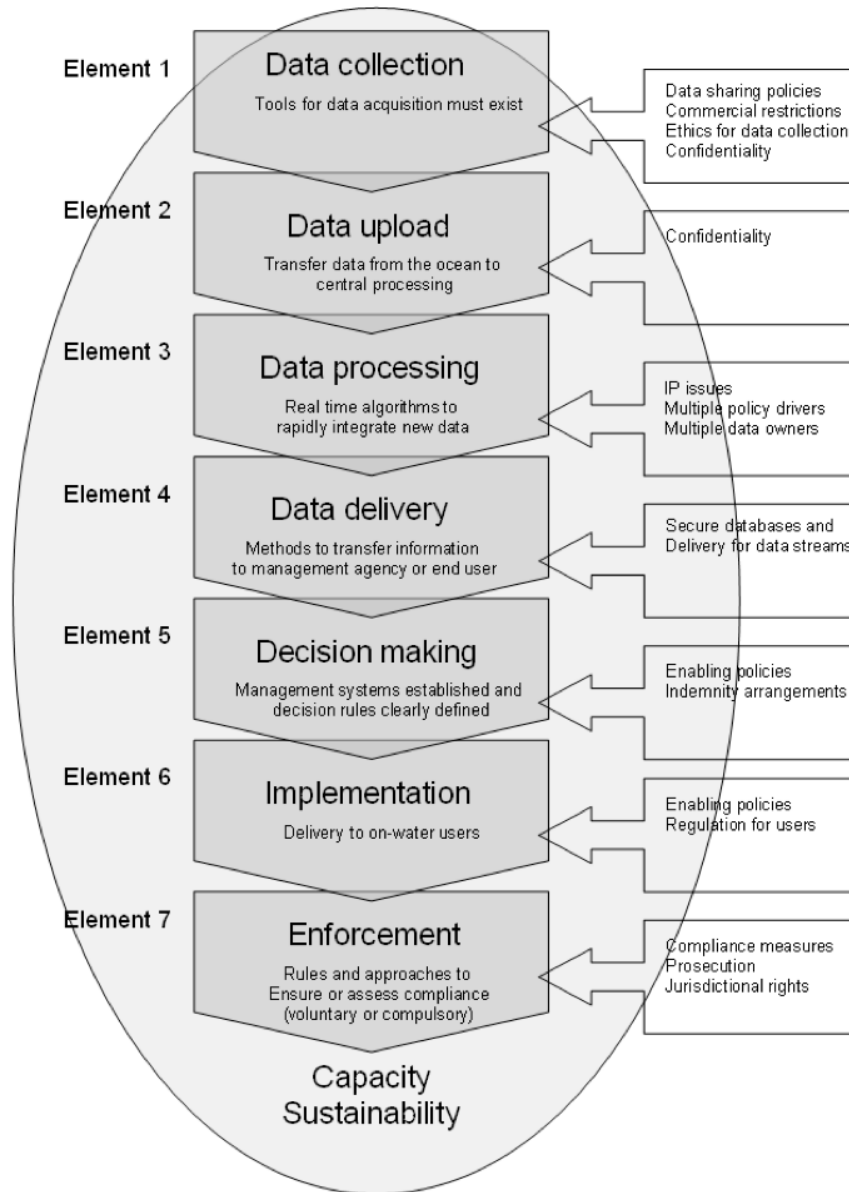 Element 1
Data collection
Tools for data acquisition must exist
Data sharing policies
Commercial restrictions
Ethics for data collection
Confidentiality
Element 2
Data upload
Transfer data from the ocean to
central processing
Confidentiality
Element 3
Data processing
Real time algorithms to
rapidly integrate new data
IP issues
Multiple policy drivers
Multiple data owners
Element 4
Data delivery
Methods to transfer information
to management agency or end user
Secure databases and
Delivery for data streams
Element 5
Decision making
Management systems established and
decision rules clearly defined
Enabling policies
Indemnity arrangements
Element 6
Implementation
Delivery to on-water users
Enabling policies
Regulation for users
Element 7
Enforcement
Rules and approaches to
Ensure or assess compliance
(voluntary or compulsory)
Compliance measures
Prosecution
Jurisdictional rights
Capacity
Sustainability